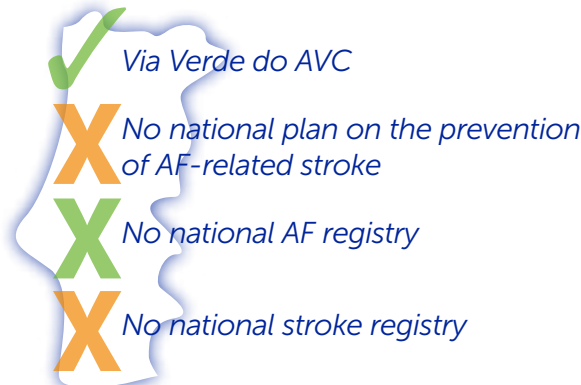 Via Verde do AVC
No national plan on the prevention
of AF-related stroke
No national AF registry
No national stroke registry